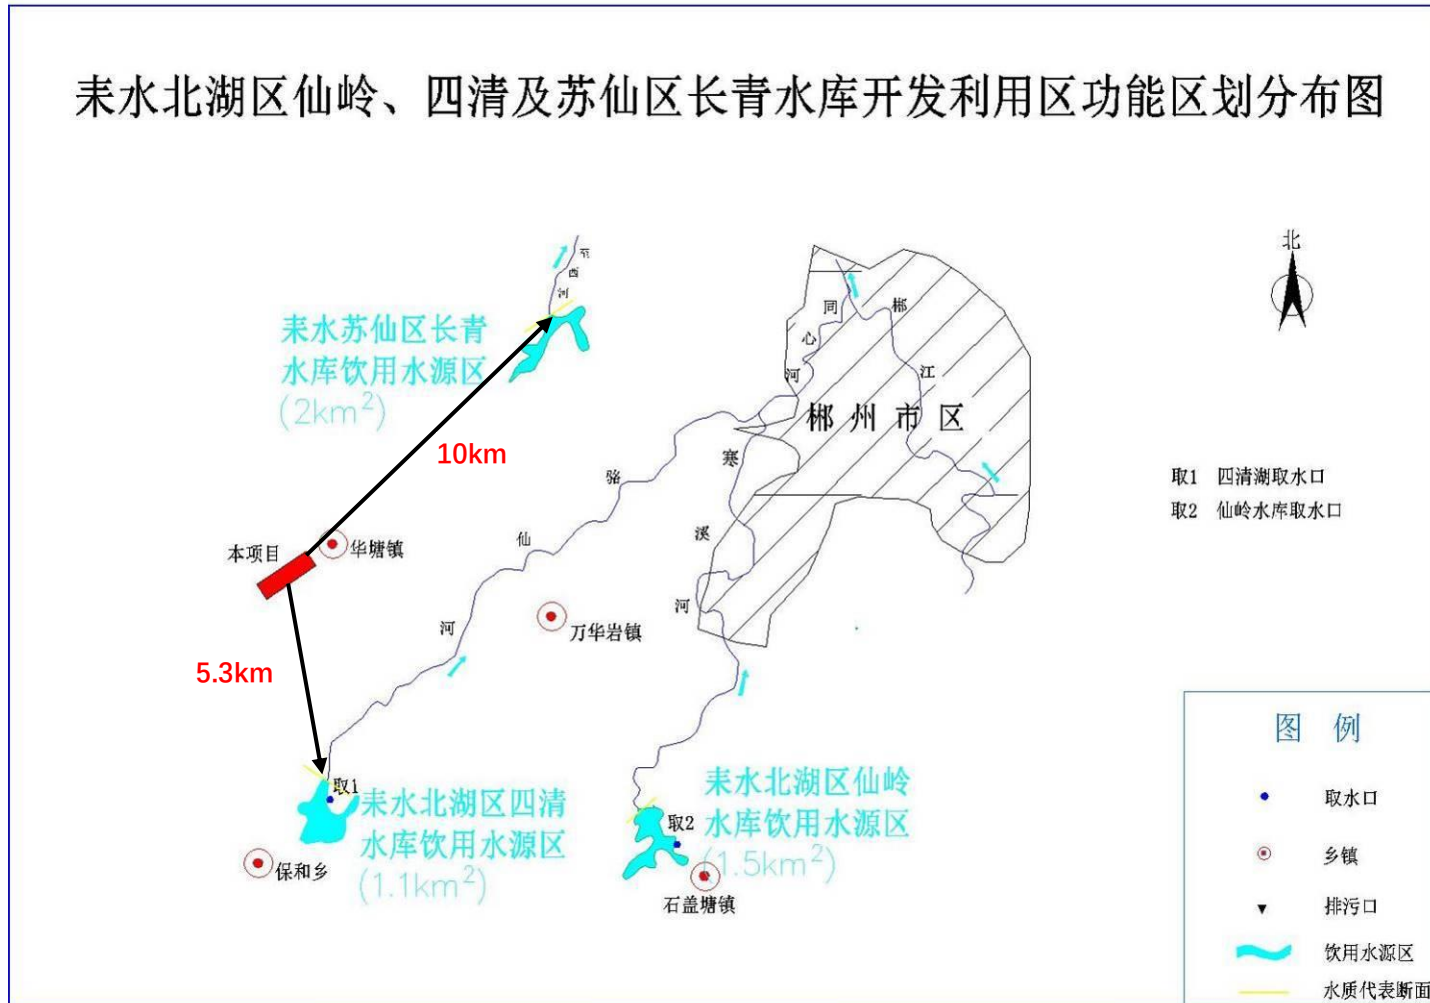 耒水北湖区仙岭、四清及苏仙区长青水库开发利用区功能区划分布图
北
西
河
耒水苏仙区长青
水库饮用水源区
(2km²)
10km
同
心
河
郴
江
郴州市区
骆
仙
河
寒
溪
河
取1 四清湖取水口
取2 仙岭水库取水口
本项目
华塘镇
万华岩镇
5.3km
取1
耒水北湖区四清
水库饮用水源区
(1.1km²)
保和乡
耒水北湖区仙岭
取2
水库饮用水源区
(1.5km²)
石盖塘镇
图 例
取水口
乡镇
排污口
饮用水源区
水质代表断面